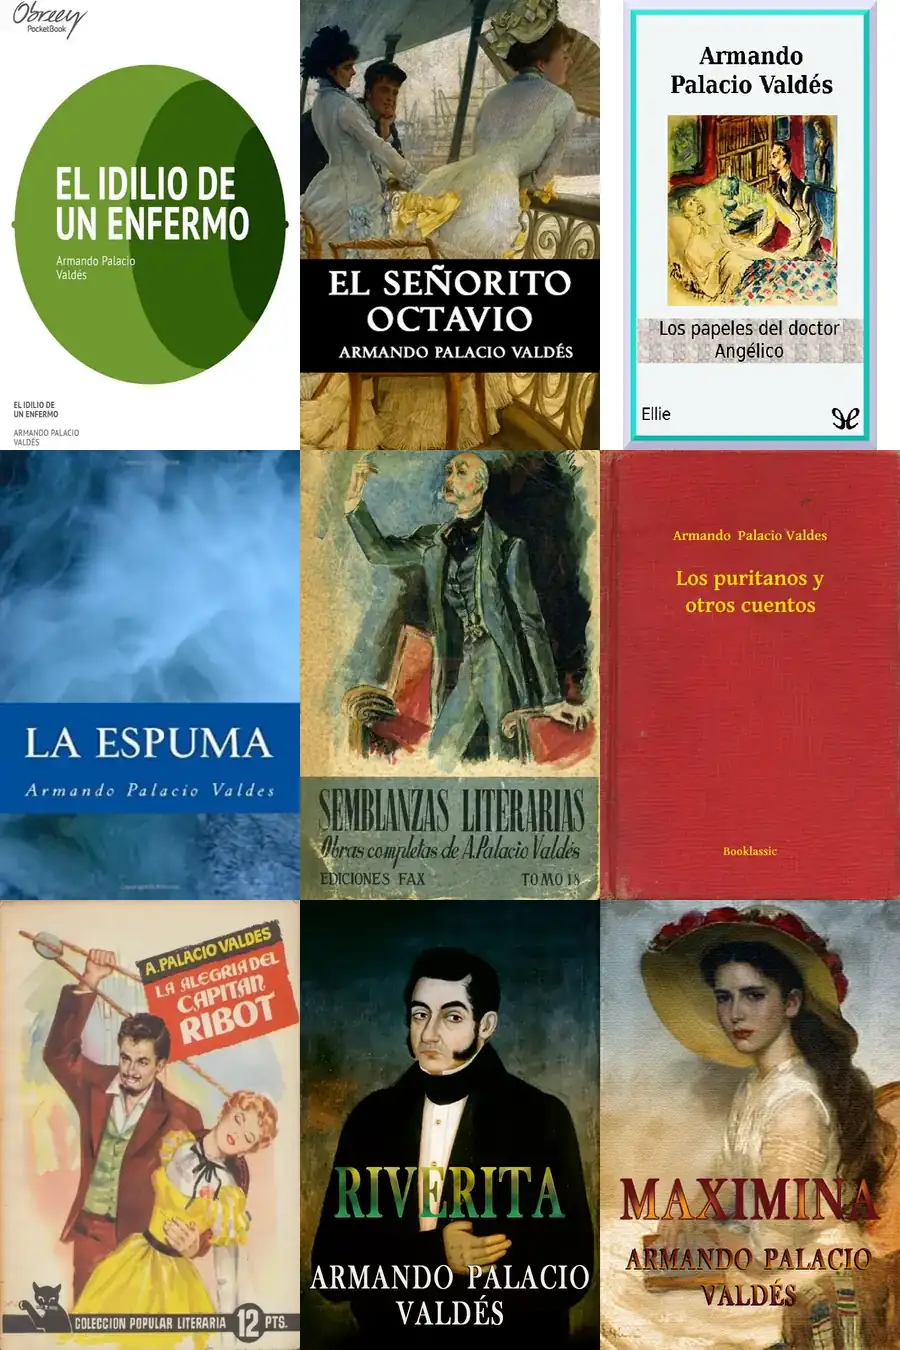 Obreey
PocketBook
EL IDILIO DE
UN ENFERMO
Armando Palacio
Valdés
EL IDILIO DE
UN ENFERMO
ARMANDO PALACIO
VALDÉS
EL SEÑORITO
OCTAVIO
ARMANDO PALACIO VALDÉS
Armando
Palacio Valdés
Los papeles del doctor
Angélico
Ellie
LA ESPUMA
Armando Palacio Valdes
SEMBLANZAS LITERARIAS
Obras completas de A. Palacio Valdés
EDICIONES FAX TOMO 18
Armando Palacio Valdes
Los puritanos y
otros cuentos
Booklassic
A. PALACIO VALDES
LA ALEGRIA DEL
CAPITAN
RIBOT
COLECCION POPULAR LITERARIA 12 PTS.
RIVERITA
ARMANDO PALACIO
VALDÉS
MAXIMINA
ARMANDO PALACIO
VALDÉS